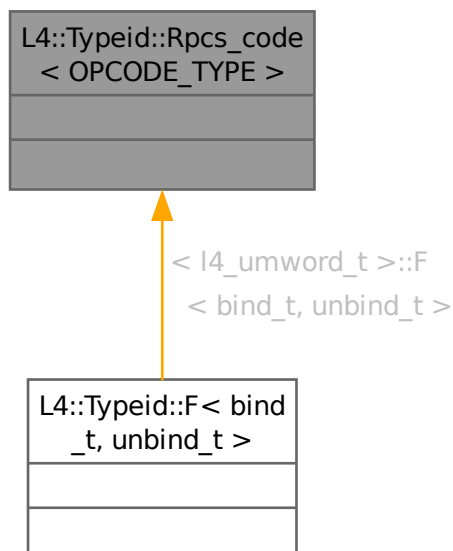 L4::Typeid::Rpcs_code
< OPCODE_TYPE >
< l4_umword_t >::F
< bind_t, unbind_t >
L4::Typeid::F< bind
_t, unbind_t >